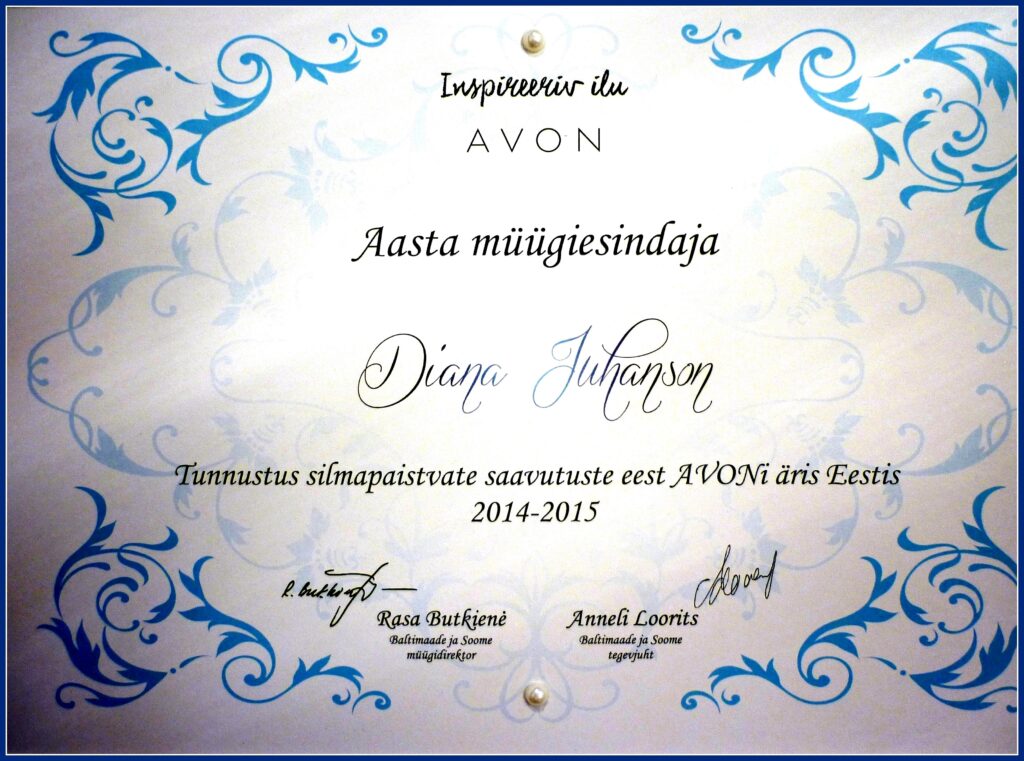 Inspireeriv ilu
AVON
Aasta müügiesindaja
Diana Juhanson
Tunnustus silmapaistvate saavutuste eest AVONi äris Eestis
2014-2015
R. Butkienė
Rasa Butkienė
Baltimaade ja Soome
müügidirektor
Anneli Loorits
Baltimaade ja Soome
tegevjuht